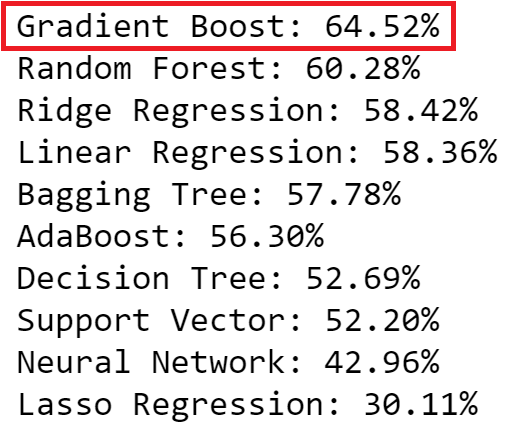 Gradient Boost: 64.52%
Random Forest: 60.28%
Ridge Regression: 58.42%
Linear Regression: 58.36%
Bagging Tree: 57.78%
AdaBoost: 56.30%
Decision Tree: 52.69%
Support Vector: 52.20%
Neural Network: 42.96%
Lasso Regression: 30.11%